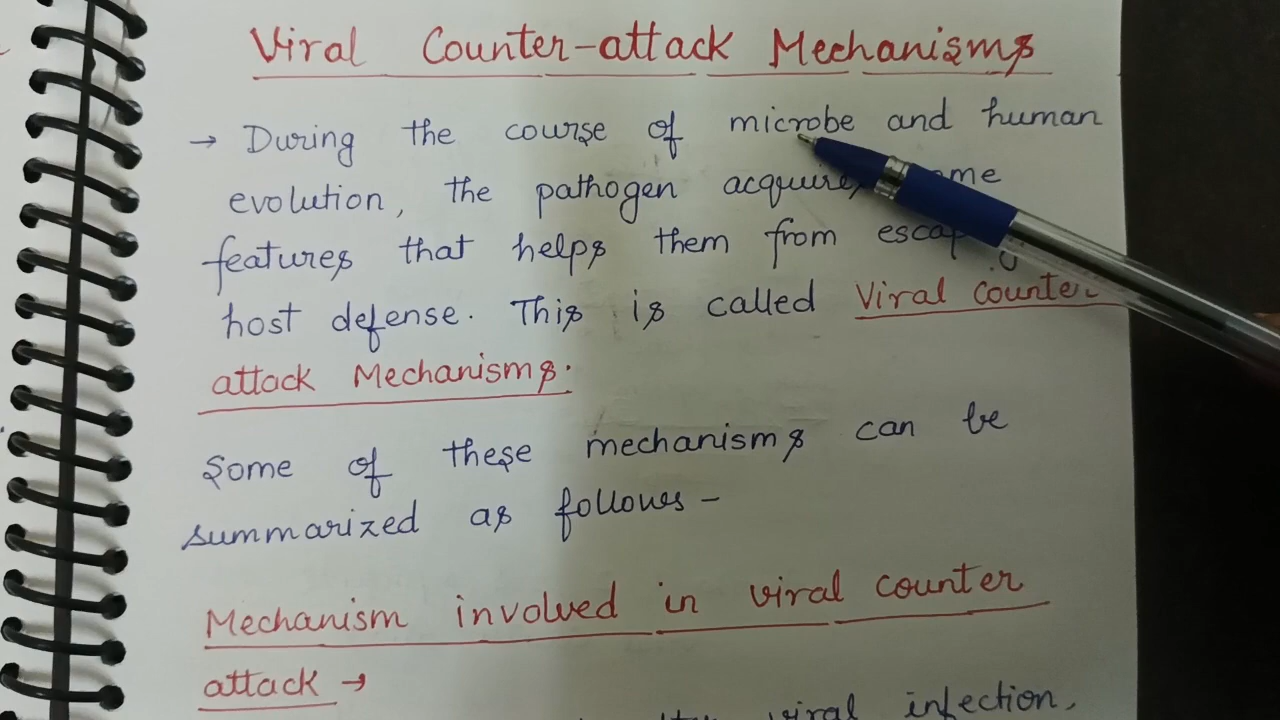 Viral Counter-attack Mechanisms
→ During the course of microbe and human
evolution, the pathogen
features that helps them from
host defense. This is called Viral Counter
attack Mechanisms.
Some of these mechanisms can be
summarized as follows -
Mechanism involved in viral counter
attack →
viral infection,